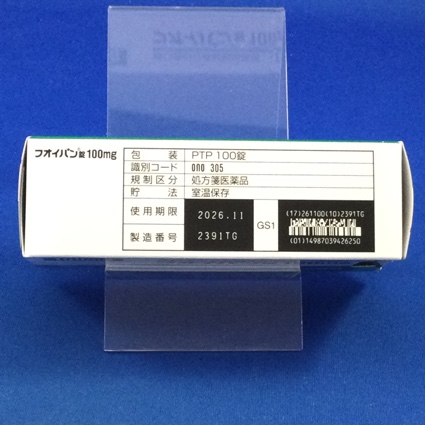 フオイパン錠100mg
包装 PTP 100錠
識別コード ono 305
規制区分 処方箋医薬品
貯法 室温保存
使用期限 2026.11
製造番号 2391TG
GS1
(17)261100(10)2391TG
(01)14987039426250